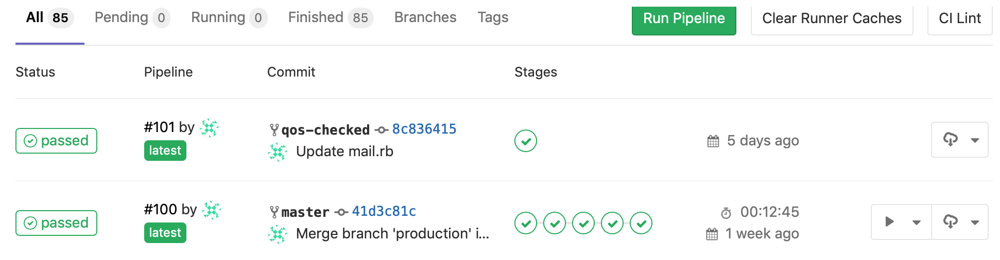 All 85 Pending 0 Running 0 Finished 85 Branches Tags Run Pipeline Clear Runner Caches CI Lint
Status Pipeline Commit Stages
passed
#101 by
latest
qos-checked 8c836415
Update mail.rb
5 days ago
passed
#100 by
latest
master 41d3c81c
Merge branch 'production' i...
00:12:45
1 week ago